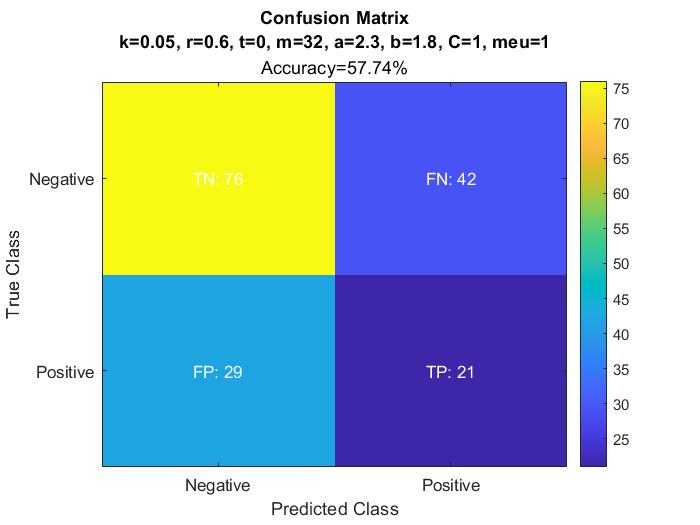 Confusion Matrix
k=0.05, r=0.6, t=0, m=32, a=2.3, b=1.8, C=1, meu=1
Accuracy=57.74%
True Class
Negative
Positive
TN: 76
FN: 42
FP: 29
TP: 21
Negative
Positive
Predicted Class
75
70
65
60
55
50
45
40
35
30
25